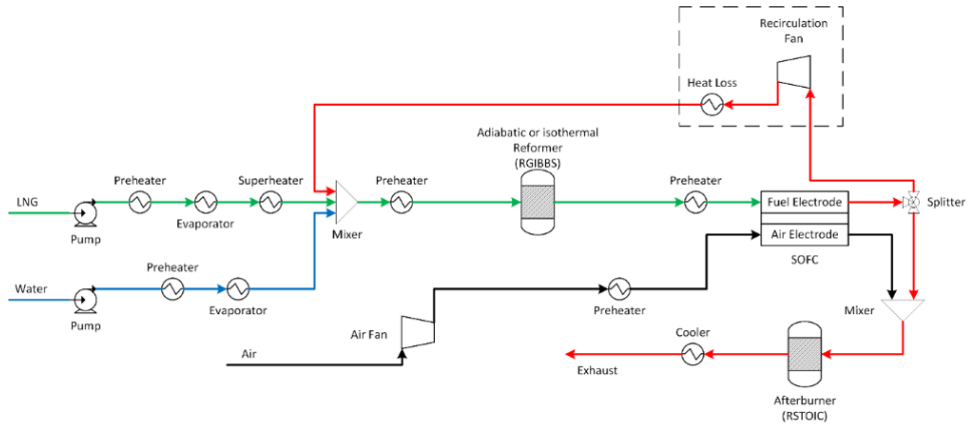 Recirculation
Fan
Heat Loss
Adiabatic or isothermal
Reformer
(RGIBBS)
LNG
Pump
Preheater
Evaporator
Superheater
Mixer
Preheater
Preheater
Fuel Electrode
Air Electrode
SOFC
Splitter
Water
Pump
Preheater
Evaporator
Air
Air Fan
Preheater
Mixer
Cooler
Exhaust
Afterburner
(RSTOIC)